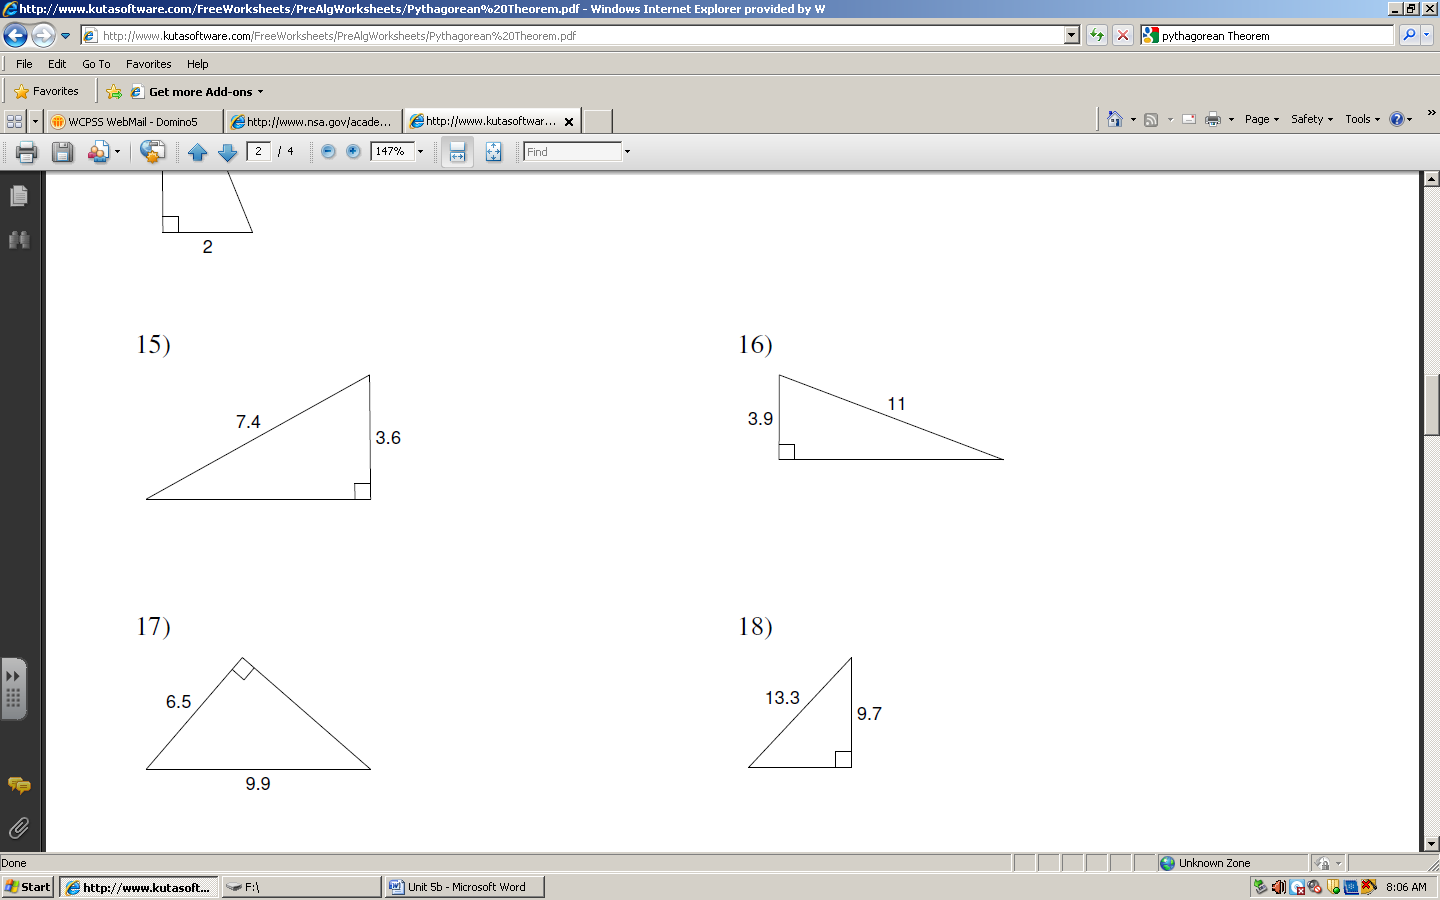 http://www.kutasoftware.com/FreeWorksheets/PreAlgWorksheets/Pythagorean%20Theorem.pdf - Windows Internet Explorer provided by W
http://www.kutasoftware.com/FreeWorksheets/PreAlgWorksheets/Pythagorean%20Theorem.pdf
pythagorean Theorem
File Edit Go To Favorites Help
Favorites Get more Add-ons
WCPSS WebMail - Domino5 http://www.nsa.gov/acade... http://www.kutasoftwar... Page Safety Tools
2 / 4 147% Find
2
15)
7.4
3.6
16)
3.9
11
17)
6.5
9.9
18)
13.3
9.7
Done Unknown Zone
Start http://www.kutasoft... F:\ Unit 5b - Microsoft Word 8:06 AM